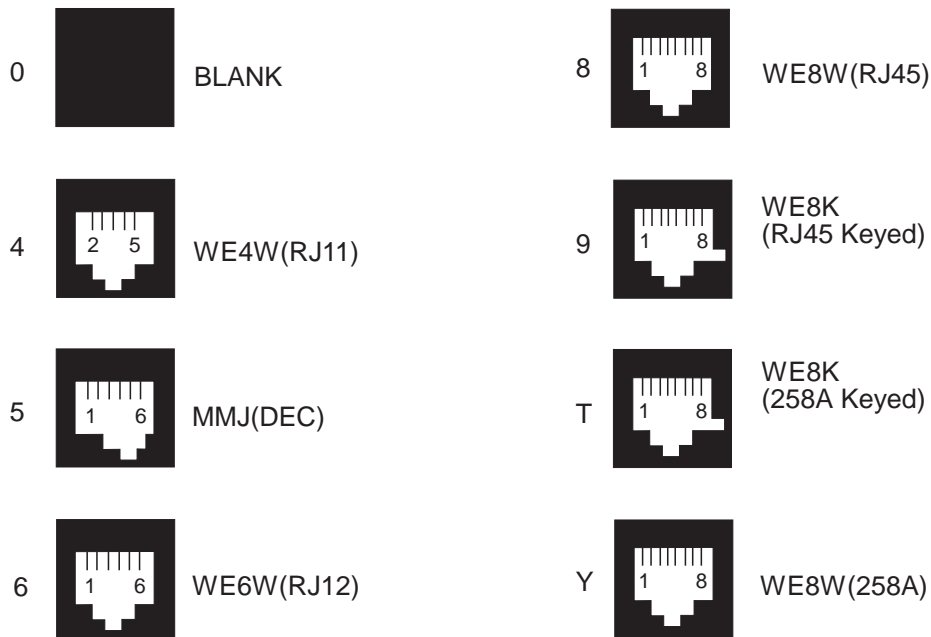 0 BLANK
4 2 5 WE4W(RJ11)
5 1 6 MMJ(DEC)
6 1 6 WE6W(RJ12)
8 1 8 WE8W(RJ45)
9 1 8 WE8K
(RJ45 Keyed)
T 1 8 WE8K
(258A Keyed)
Y 1 8 WE8W(258A)